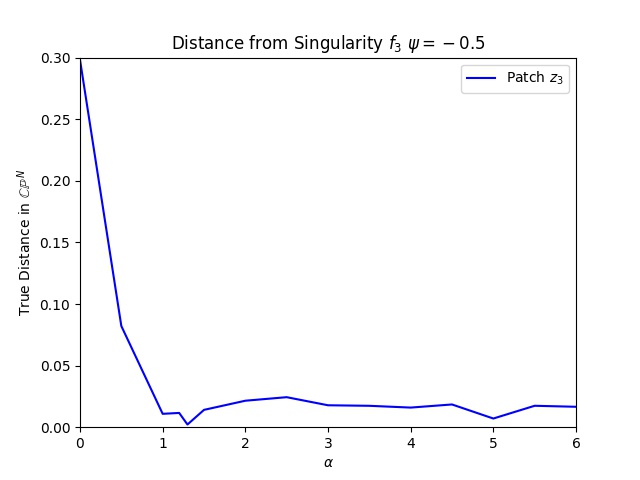 Distance from Singularity f₃ ψ = −0.5
Patch z₃
True Distance in ℂℙᴺ
0.30
0.25
0.20
0.15
0.10
0.05
0.00
0 1 2 3 4 5 6
α